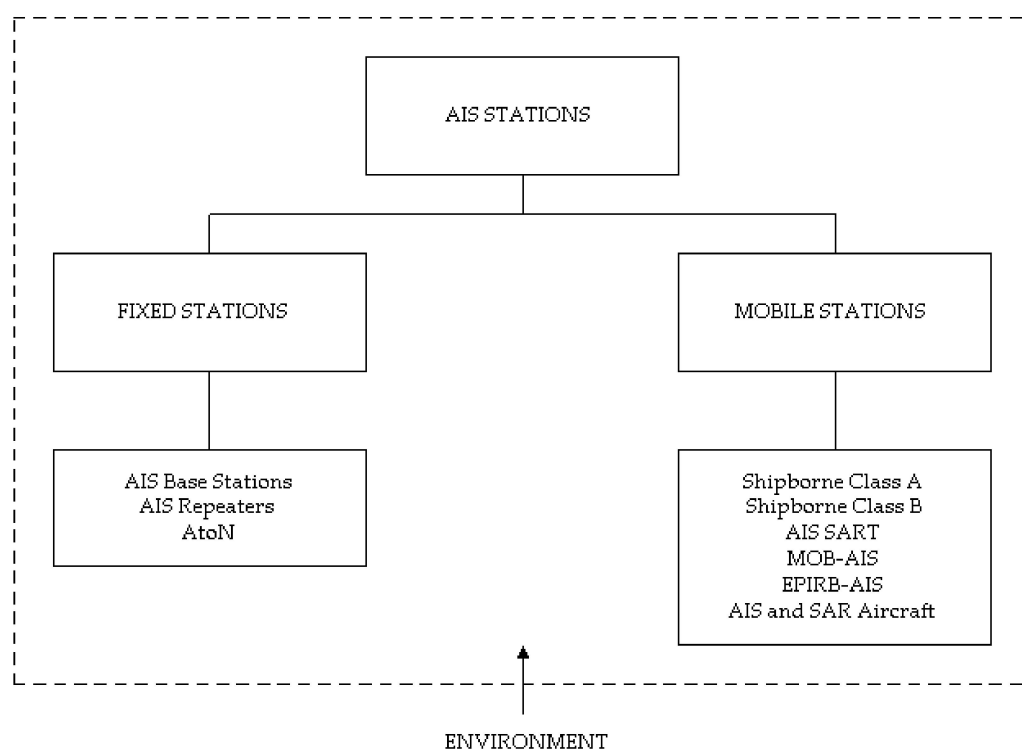 AIS STATIONS
FIXED STATIONS
MOBILE STATIONS
AIS Base Stations
AIS Repeaters
AtoN
Shipborne Class A
Shipborne Class B
AIS SART
MOB-AIS
EPIRB-AIS
AIS and SAR Aircraft
ENVIRONMENT